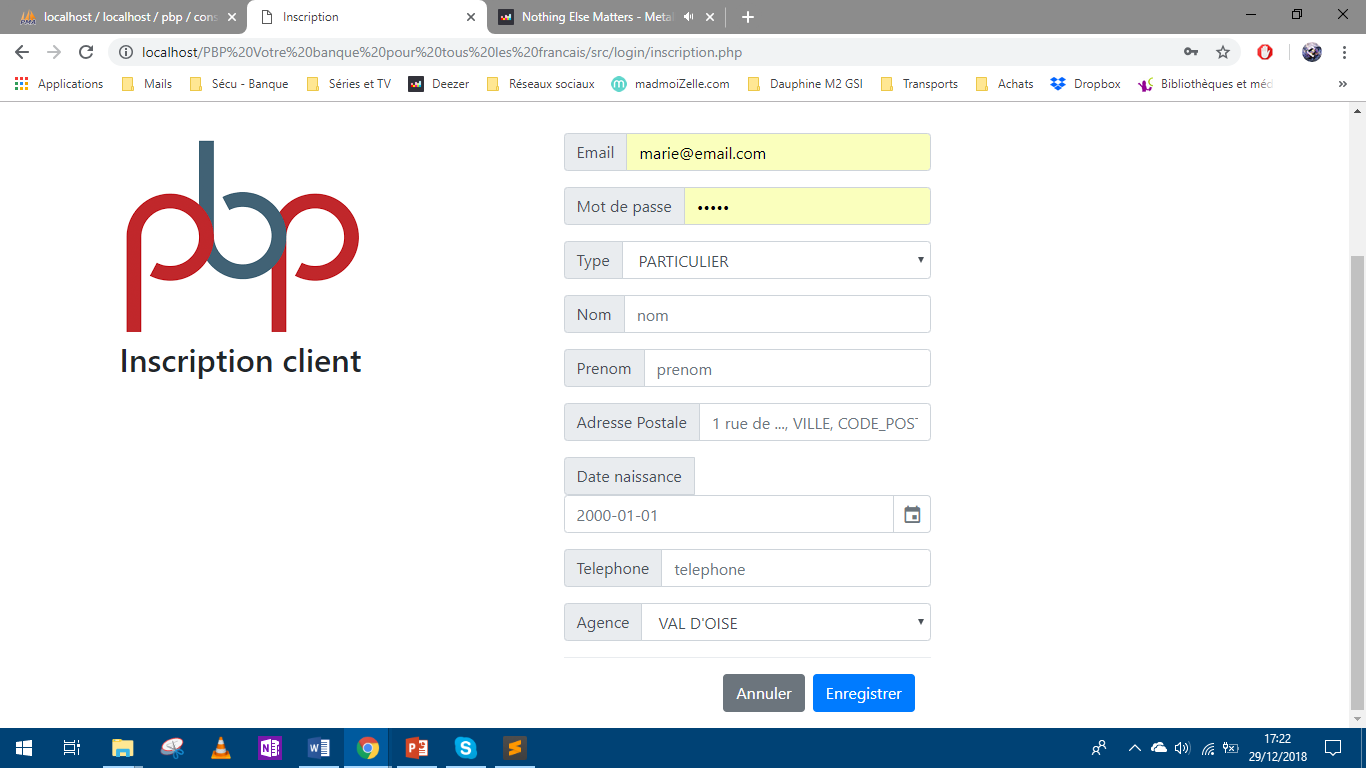 localhost / localhost / pbp / cons
Inscription
Nothing Else Matters - Metal
localhost/PBP%20Votre%20banque%20pour%20tous%20les%20francais/src/login/inscription.php
Applications
Mails
Sécu - Banque
Séries et TV
Deezer
Réseaux sociaux
madmoiZelle.com
Dauphine M2 GSI
Transports
Achats
Dropbox
Bibliothèques et méd
»
pbp
Inscription client
Email
marie@email.com
Mot de passe
•••••
Type
PARTICULIER
Nom
nom
Prenom
prenom
Adresse Postale
1 rue de ..., VILLE, CODE_POST
Date naissance
2000-01-01
Telephone
telephone
Agence
VAL D'OISE
Annuler
Enregistrer
17:22
29/12/2018